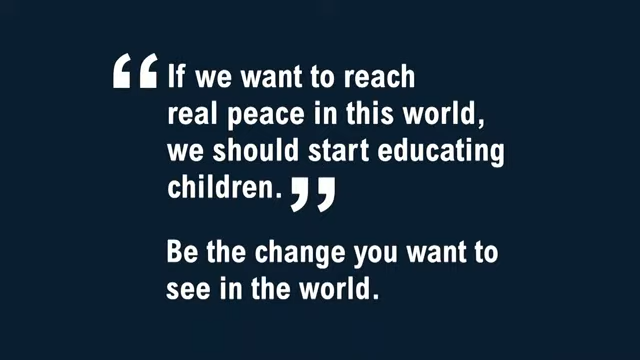 “ If we want to reach
real peace in this world,
we should start educating
children. ”
Be the change you want to
see in the world.